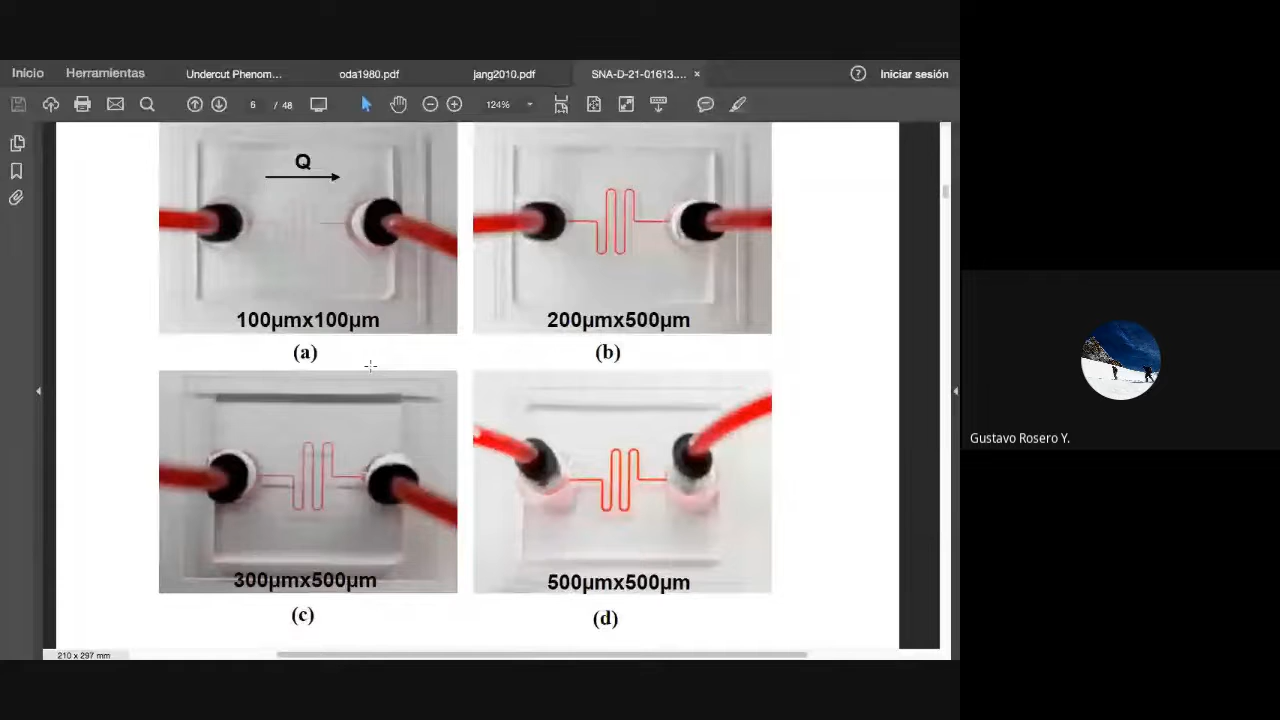 Inicio
Herramientas
Undercut Phenom...
oda1980.pdf
jang2010.pdf
SNA-D-21-01613....
×
?
Iniciar sesión
6 / 48
124%
Q
100µmx100µm
200µmx500µm
(a)
(b)
300µmx500µm
500µmx500µm
(c)
(d)
210 x 297 mm
Gustavo Rosero Y.